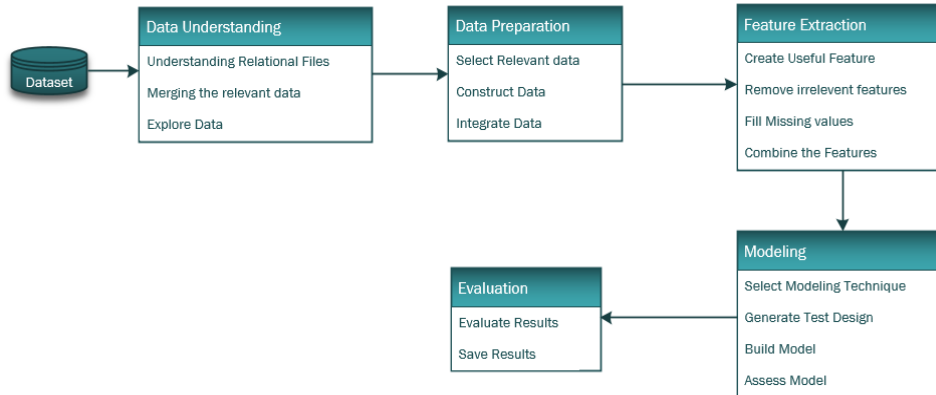 Dataset
Data Understanding
Understanding Relational Files
Merging the relevant data
Explore Data
Data Preparation
Select Relevant data
Construct Data
Integrate Data
Feature Extraction
Create Useful Feature
Remove irrelevent features
Fill Missing values
Combine the Features
Modeling
Select Modeling Technique
Generate Test Design
Build Model
Assess Model
Evaluation
Evaluate Results
Save Results